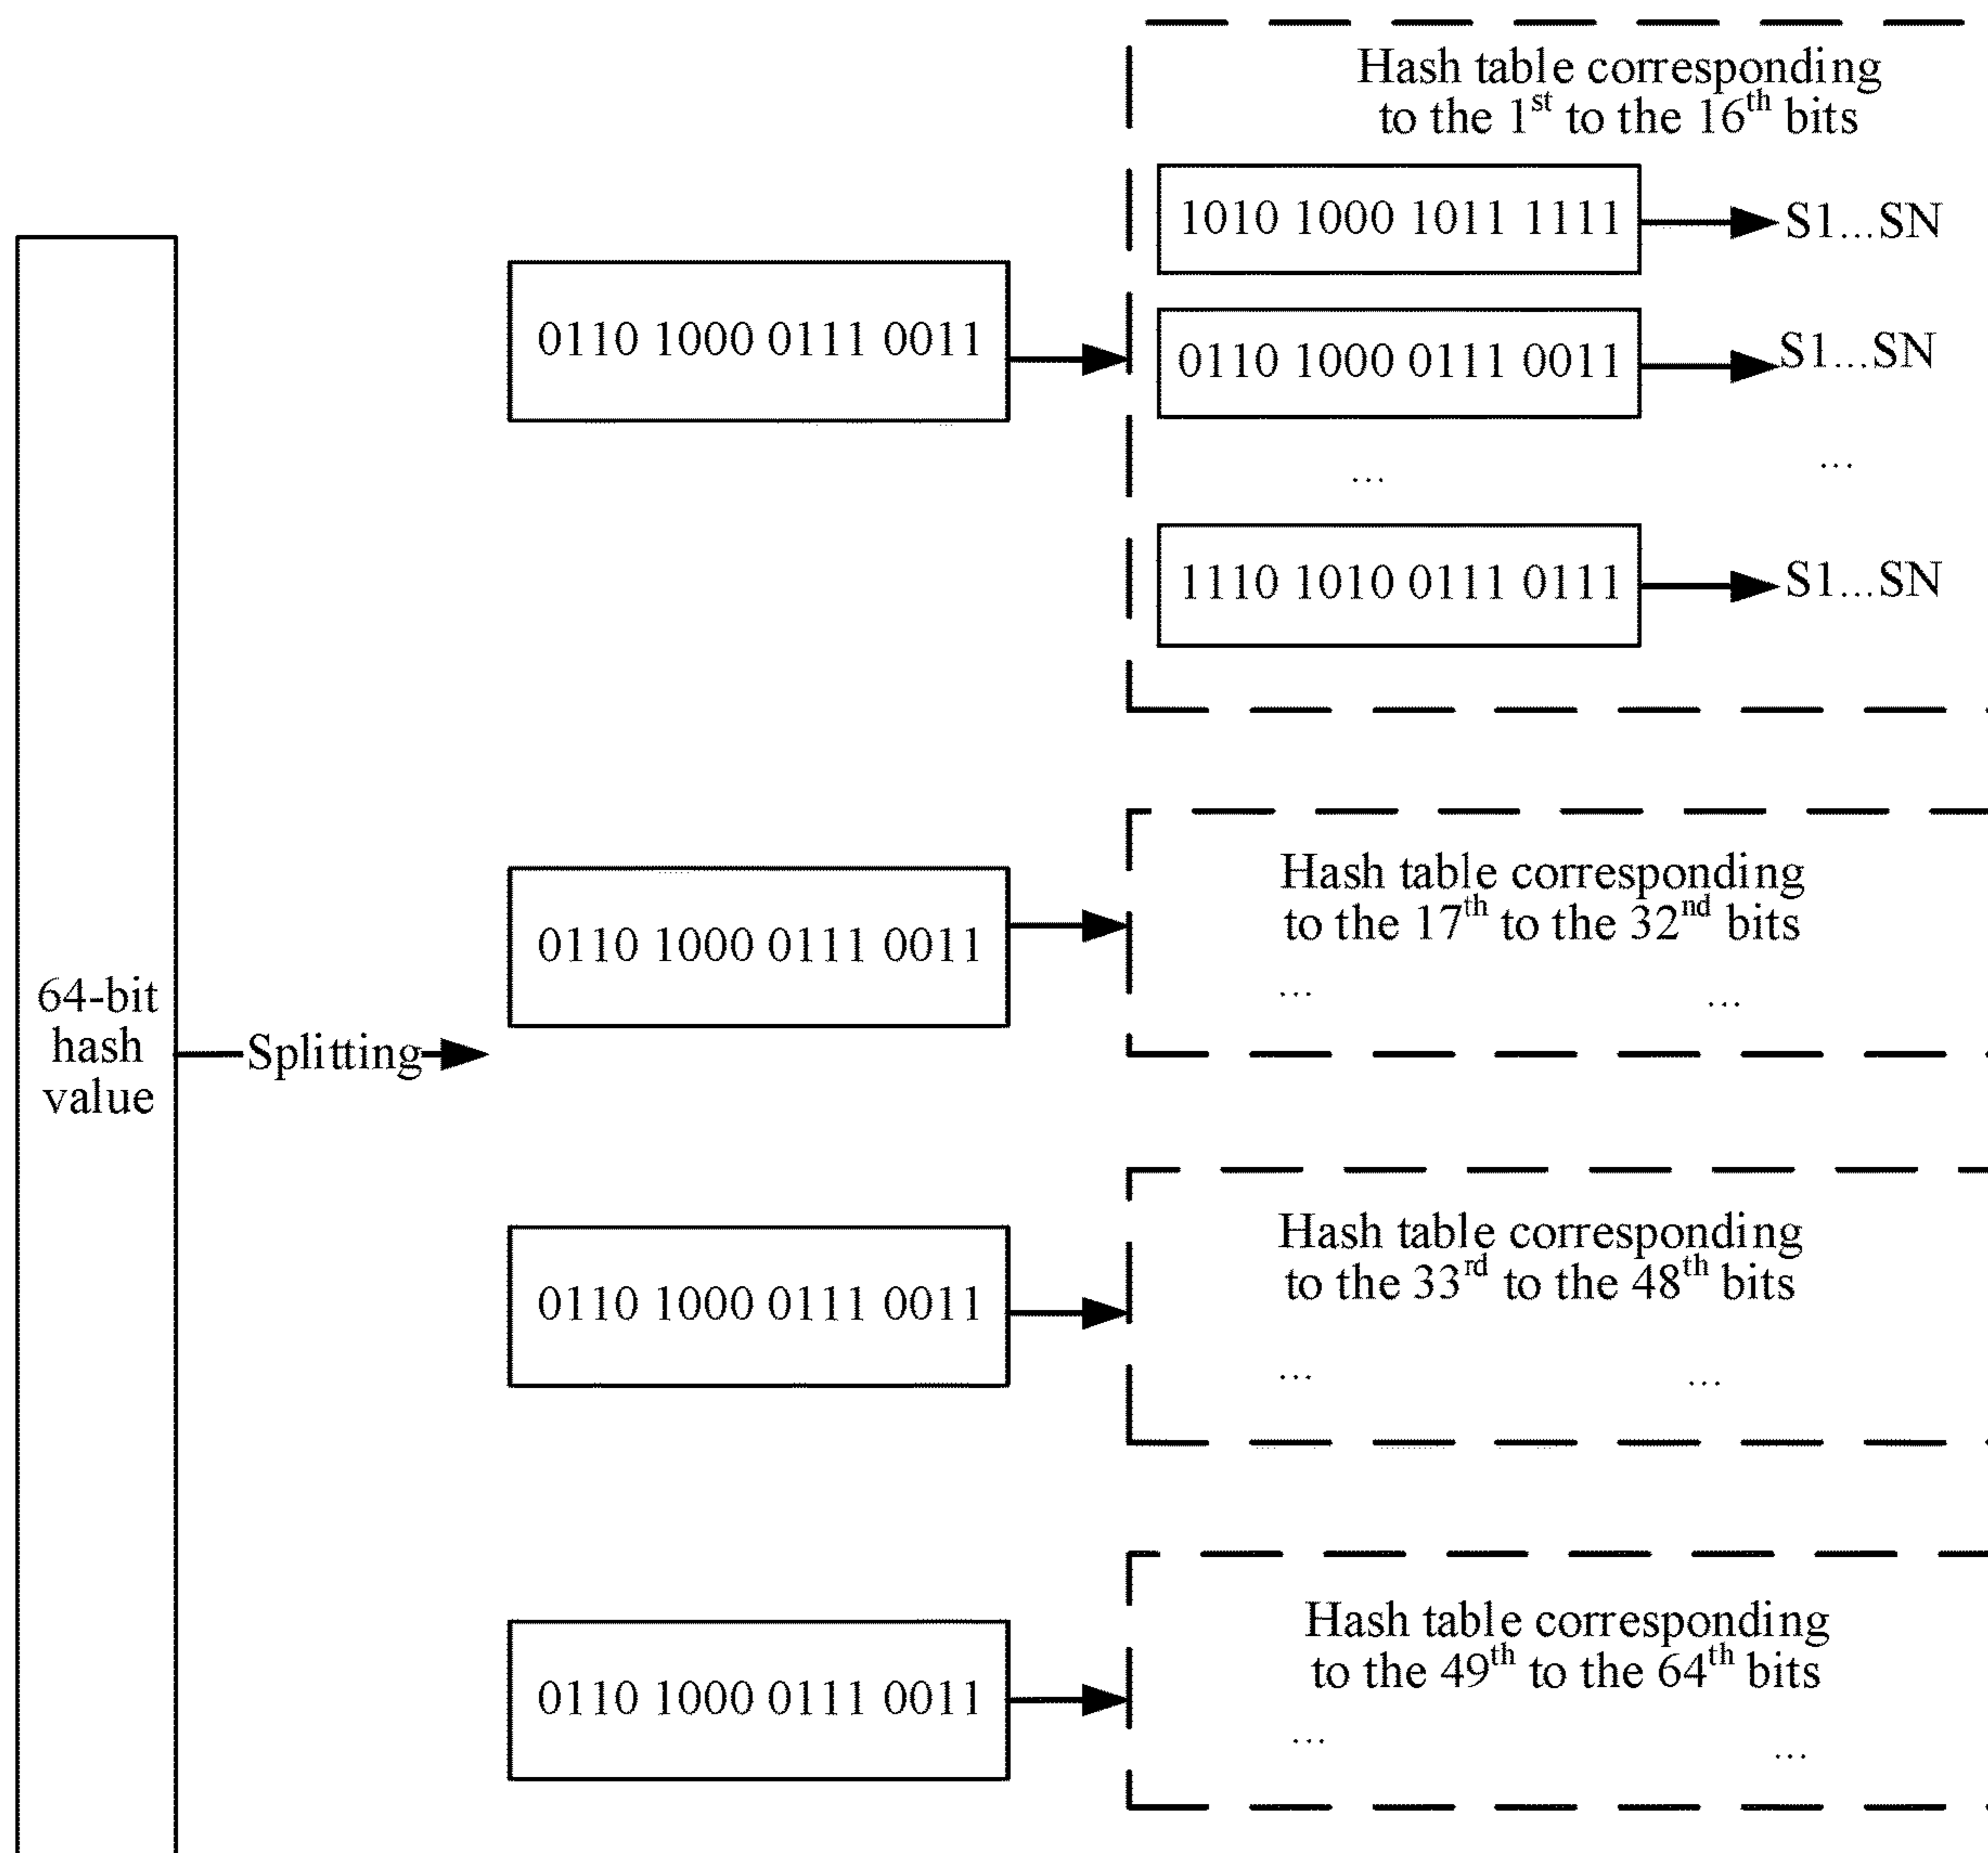 64-bit
hash
value
Splitting
0110 1000 0111 0011
Hash table corresponding
to the 1st to the 16th bits
1010 1000 1011 1111
S1...SN
0110 1000 0111 0011
S1...SN
...
...
1110 1010 0111 0111
S1...SN
0110 1000 0111 0011
Hash table corresponding
to the 17th to the 32nd bits
...
...
0110 1000 0111 0011
Hash table corresponding
to the 33rd to the 48th bits
...
...
0110 1000 0111 0011
Hash table corresponding
to the 49th to the 64th bits
...
...